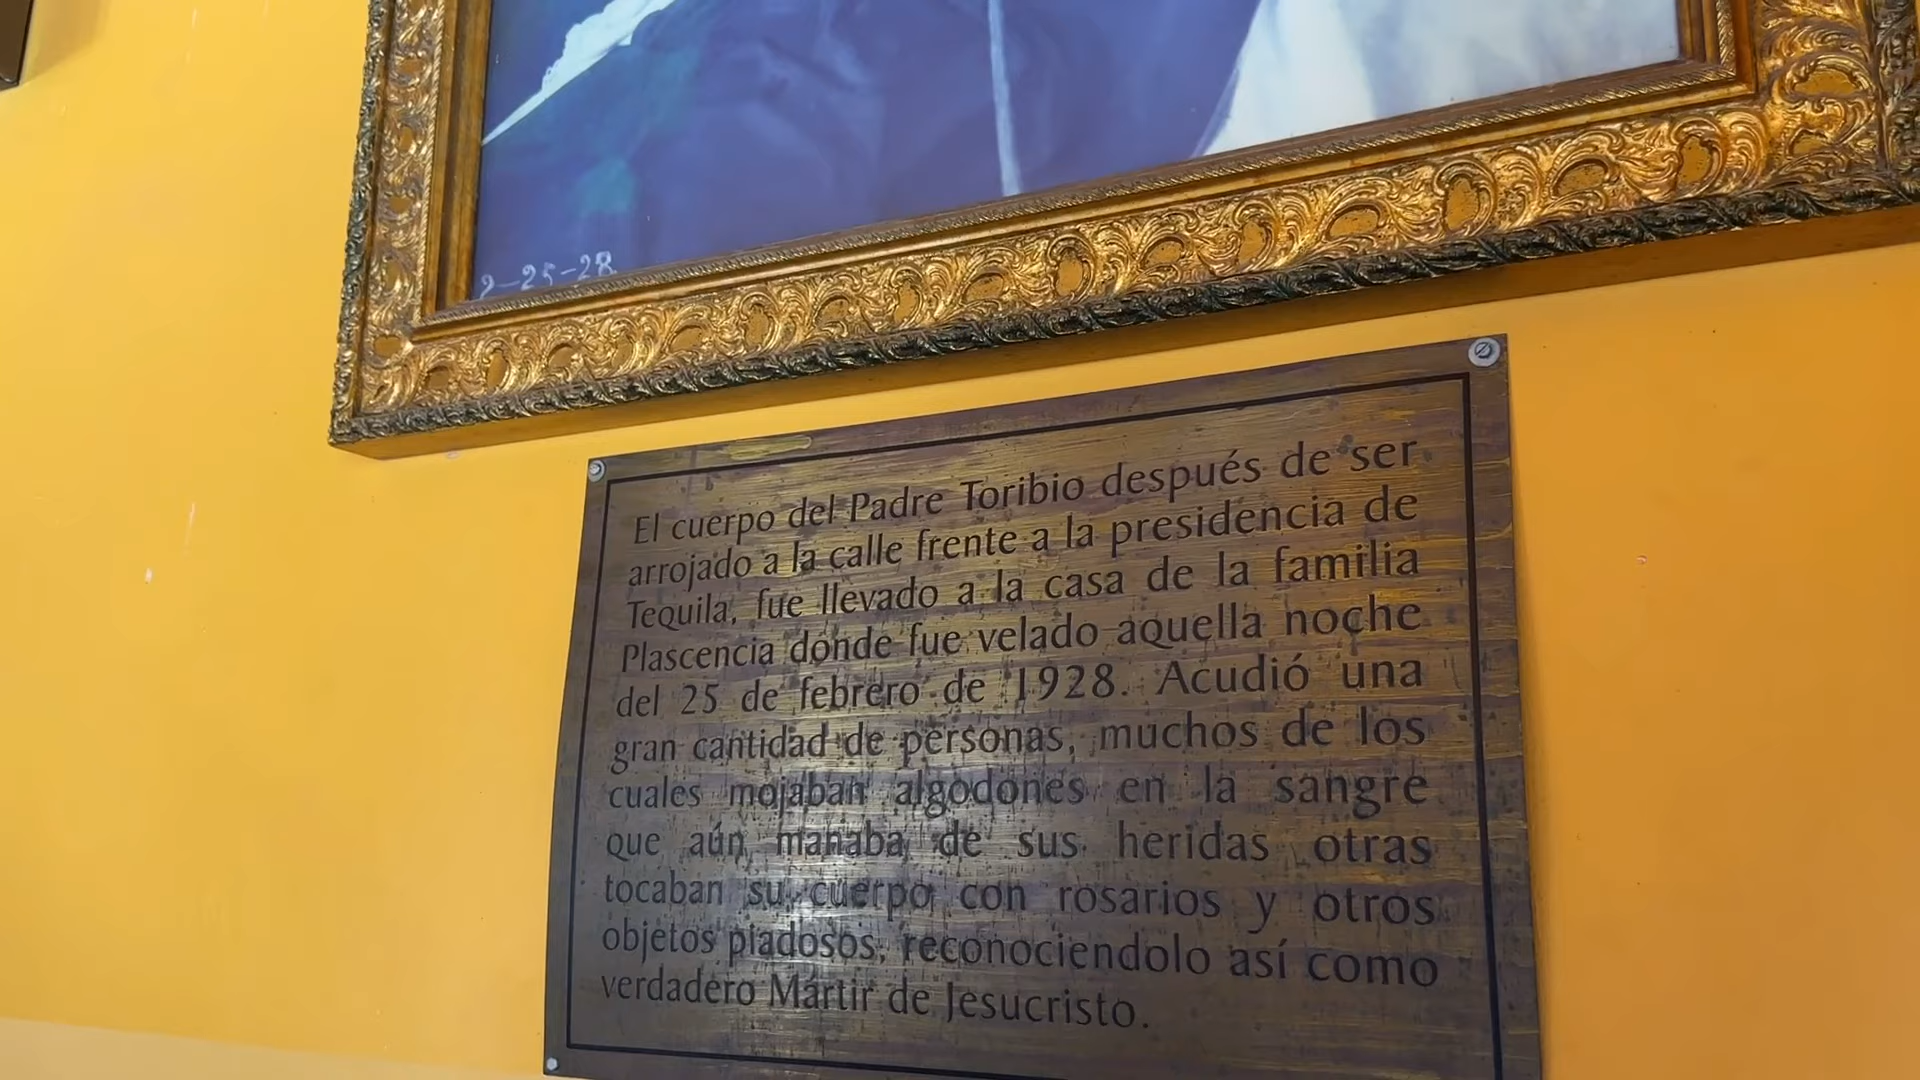 2-25-28
El cuerpo del Padre Toribio después de ser
arrojado a la calle frente a la presidencia de
Tequila, fue llevado a la casa de la familia
Plascencia donde fue velado aquella noche
del 25 de febrero de 1928. Acudió una
gran cantidad de personas, muchos de los
cuales mojaban algodones en la sangre
que aún manaba de sus heridas otras
tocaban su cuerpo con rosarios y otros
objetos piadosos, reconociendolo así como
verdadero Mártir de Jesucristo.